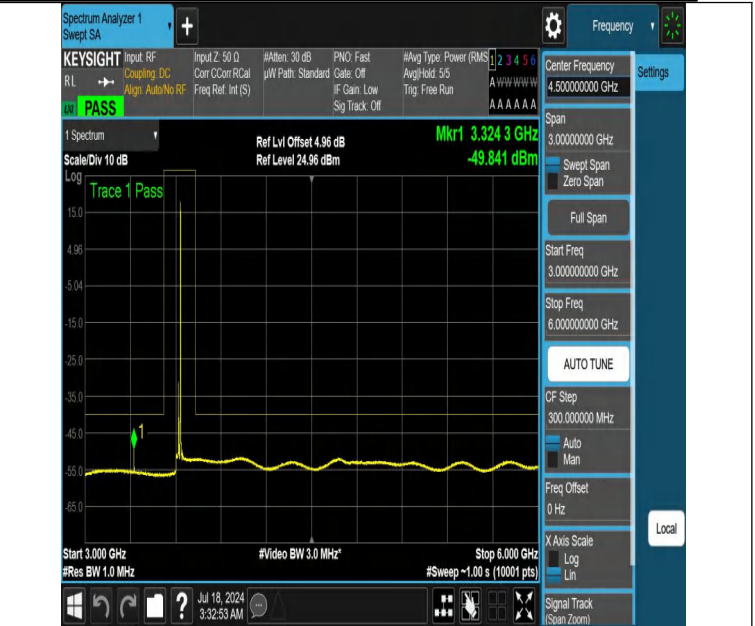 Spectrum Analyzer 1
Swept SA
+
Frequency
KEYSIGHT
RL
PASS
Input: RF
Coupling: DC
Align: Auto/No RF
Input Z: 50 Ω
Corr CCorr RCal
Freq Ref: Int (S)
#Atten: 30 dB
µW Path: Standard
PNO: Fast
Gate: Off
IF Gain: Low
Sig Track: Off
#Avg Type: Power (RMS
Avg|Hold: 5/5
Trig: Free Run
1 2 3 4 5 6
A W W W W W
A A A A A A
1 Spectrum
Scale/Div 10 dB
Ref Lvl Offset 4.96 dB
Ref Level 24.96 dBm
Mkr1 3.324 3 GHz
-49.841 dBm
Log
Trace 1 Pass
15.0
4.96
-5.04
-15.0
-25.0
-35.0
-45.0
-55.0
-65.0
1
Start 3.000 GHz
#Res BW 1.0 MHz
#Video BW 3.0 MHz*
Stop 6.000 GHz
#Sweep ~1.00 s (10001 pts)
Jul 18, 2024
3:32:53 AM
?
Center Frequency
4.500000000 GHz
Settings
Span
3.00000000 GHz
Swept Span
Zero Span
Full Span
Start Freq
3.000000000 GHz
Stop Freq
6.000000000 GHz
AUTO TUNE
CF Step
300.000000 MHz
Auto
Man
Freq Offset
0 Hz
X Axis Scale
Log
Lin
Local
Signal Track
(Span Zoom)